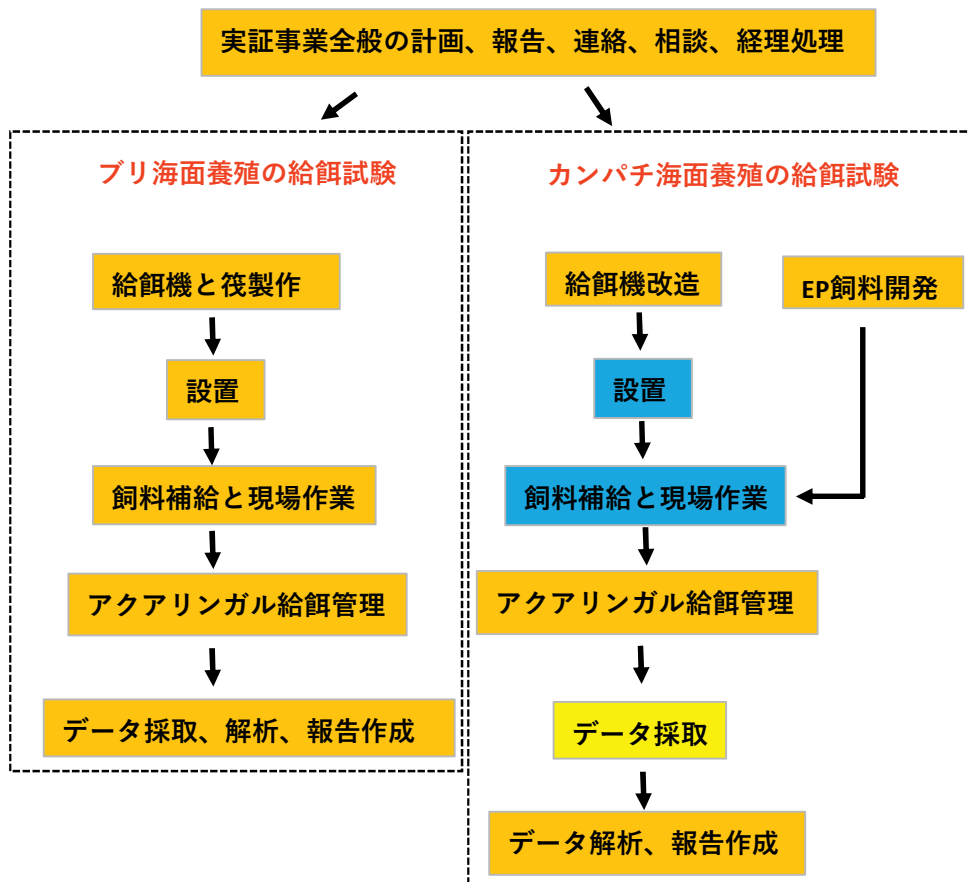 実証事業全般の計画、報告、連絡、相談、経理処理
ブリ海面養殖の給餌試験
給餌機と筏製作
設置
飼料補給と現場作業
アクアリンガル給餌管理
データ採取、解析、報告作成
カンパチ海面養殖の給餌試験
給餌機改造
EP飼料開発
設置
飼料補給と現場作業
アクアリンガル給餌管理
データ採取
データ解析、報告作成